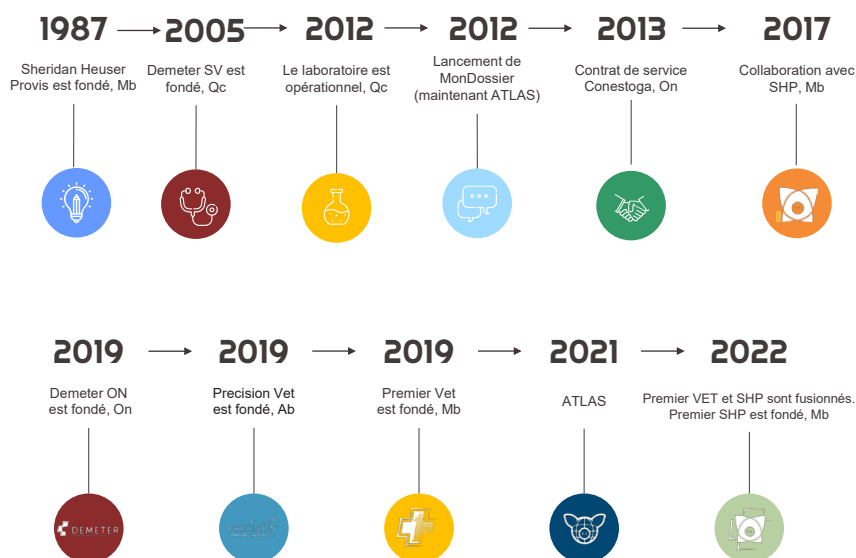 1987
2005
2012
2012
2013
2017
Sheridan Heuser
Provis est fondé, Mb
Demeter SV est
fondé, Qc
Le laboratoire est
opérationnel, Qc
Lancement de
MonDossier
(maintenant ATLAS)
Contrat de service
Conestoga, On
Collaboration avec
SHP, Mb
2019
2019
2019
2021
2022
Demeter ON
est fondé, On
Precision Vet
est fondé, Ab
Premier Vet
est fondé, Mb
ATLAS
Premier VET et SHP sont fusionnés.
Premier SHP est fondé, Mb
DEMETER